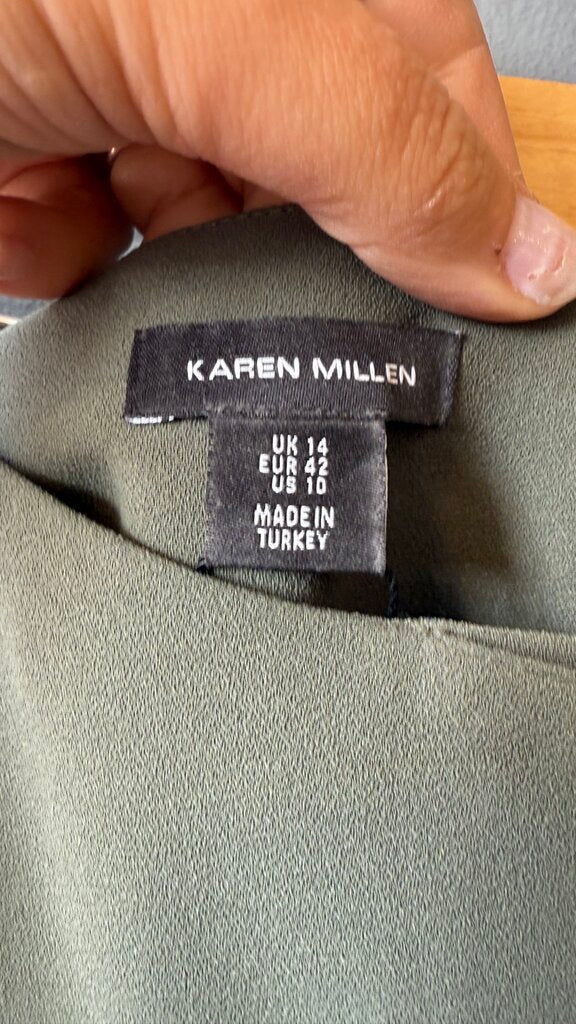 KAREN MILLEN
UK 14
EUR 42
US 10
MADE IN
TURKEY